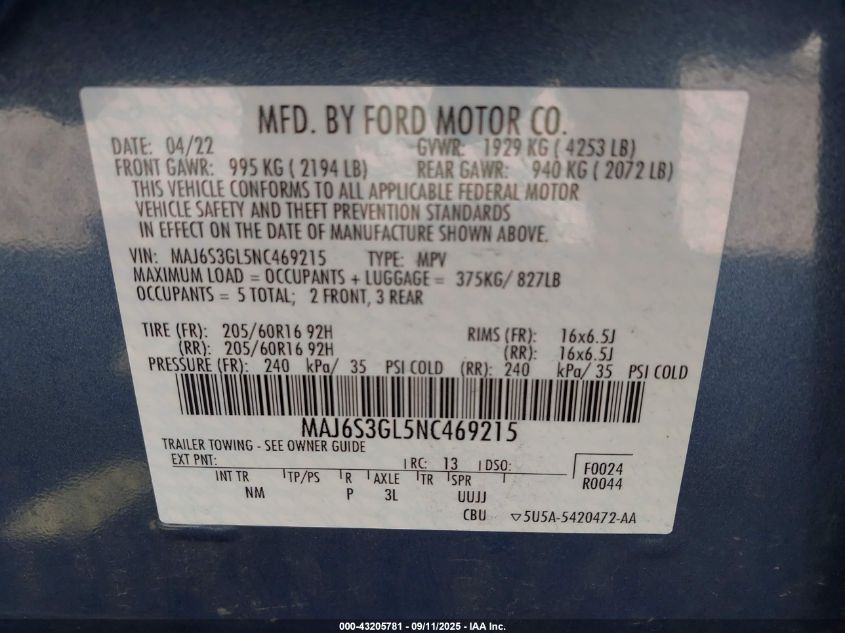 MFD. BY FORD MOTOR CO.
DATE: 04/22 GVWR: 1929 KG ( 4253 LB)
FRONT GAWR: 995 KG ( 2194 LB) REAR GAWR: 940 KG ( 2072 LB)
THIS VEHICLE CONFORMS TO ALL APPLICABLE FEDERAL MOTOR
VEHICLE SAFETY AND THEFT PREVENTION STANDARDS
IN EFFECT ON THE DATE OF MANUFACTURE SHOWN ABOVE.
VIN: MAJ6S3GL5NC469215 TYPE: MPV
MAXIMUM LOAD = OCCUPANTS + LUGGAGE = 375KG/ 827LB
OCCUPANTS = 5 TOTAL; 2 FRONT, 3 REAR
TIRE (FR): 205/60R16 92H RIMS (FR): 16x6.5J
(RR): 205/60R16 92H (RR): 16x6.5J
PRESSURE (FR): 240 kPa/ 35 PSI COLD (RR): 240 kPa/ 35 PSI COLD
MAJ6S3GL5NC469215
TRAILER TOWING - SEE OWNER GUIDE
EXT PNT: RC: 13 DSO: F0024
R0044
INT TR TP/PS R AXLE TR SPR
NM P 3L UUJJ
CBU ▽5U5A-5420472-AA
000-43205781 - 09/11/2025 - IAA Inc.